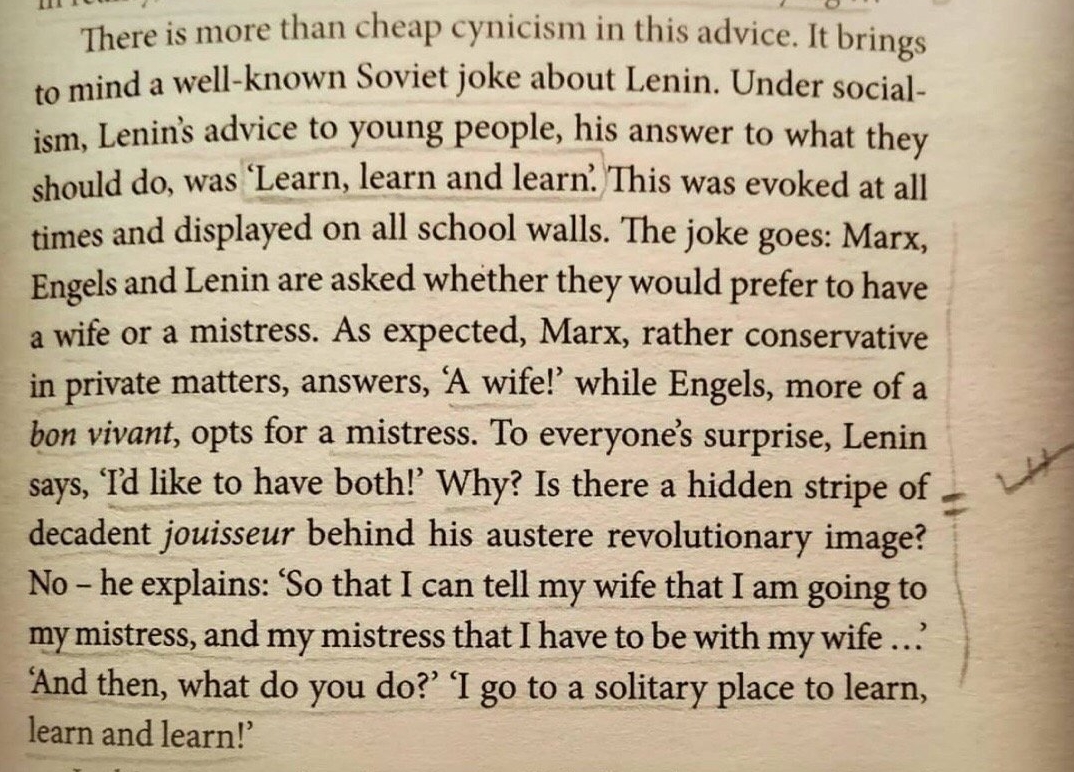 There is more than cheap cynicism in this advice. It brings
to mind a well-known Soviet joke about Lenin. Under social-
ism, Lenin’s advice to young people, his answer to what they
should do, was ‘Learn, learn and learn’. This was evoked at all
times and displayed on all school walls. The joke goes: Marx,
Engels and Lenin are asked whether they would prefer to have
a wife or a mistress. As expected, Marx, rather conservative
in private matters, answers, ‘A wife!’ while Engels, more of a
bon vivant, opts for a mistress. To everyone’s surprise, Lenin
says, ‘I’d like to have both!’ Why? Is there a hidden stripe of
decadent jouisseur behind his austere revolutionary image?
No – he explains: ‘So that I can tell my wife that I am going to
my mistress, and my mistress that I have to be with my wife …’
‘And then, what do you do?’ ‘I go to a solitary place to learn,
learn and learn!’